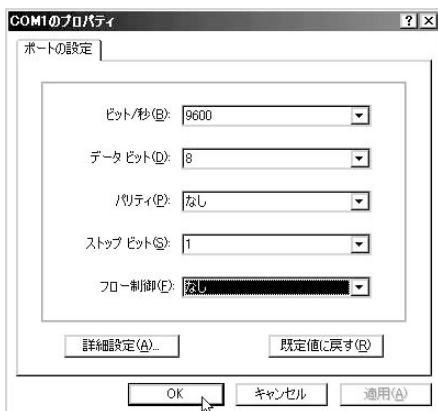 COM1のプロパティ
ポートの設定
ビット/秒(B): 9600
データ ビット(D): 8
パリティ(P): なし
ストップ ビット(S): 1
フロー制御(F): なし
詳細設定(A)... 既定値に戻す(R)
OK キャンセル 適用(A)